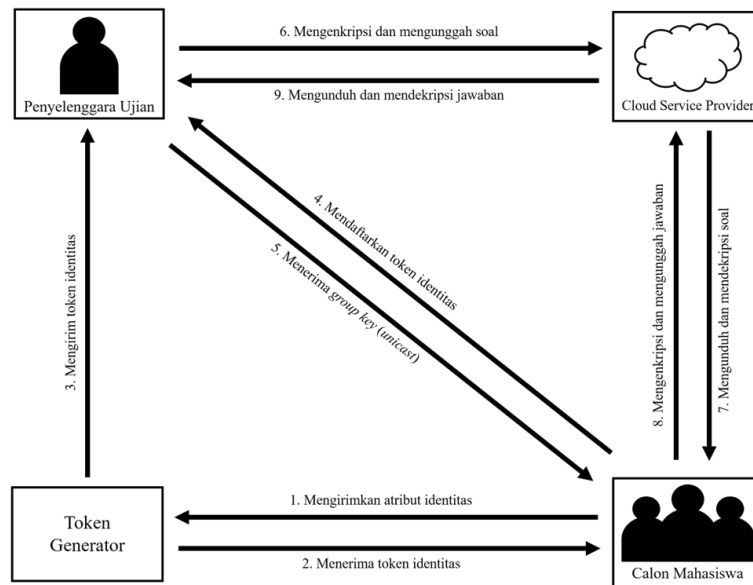 6. Mengenkripsi dan mengunggah soal
9. Mengunduh dan mendekripsi jawaban
Penyelenggara Ujian
Cloud Service Provider
3. Mengirim token identitas
4. Mendaftarkan token identitas
5. Menerima group key (unicast)
8. Mengenkripsi dan mengunggah jawaban
7. Mengunduh dan mendekripsi soal
Token
Generator
1. Mengirimkan atribut identitas
2. Menerima token identitas
Calon Mahasiswa